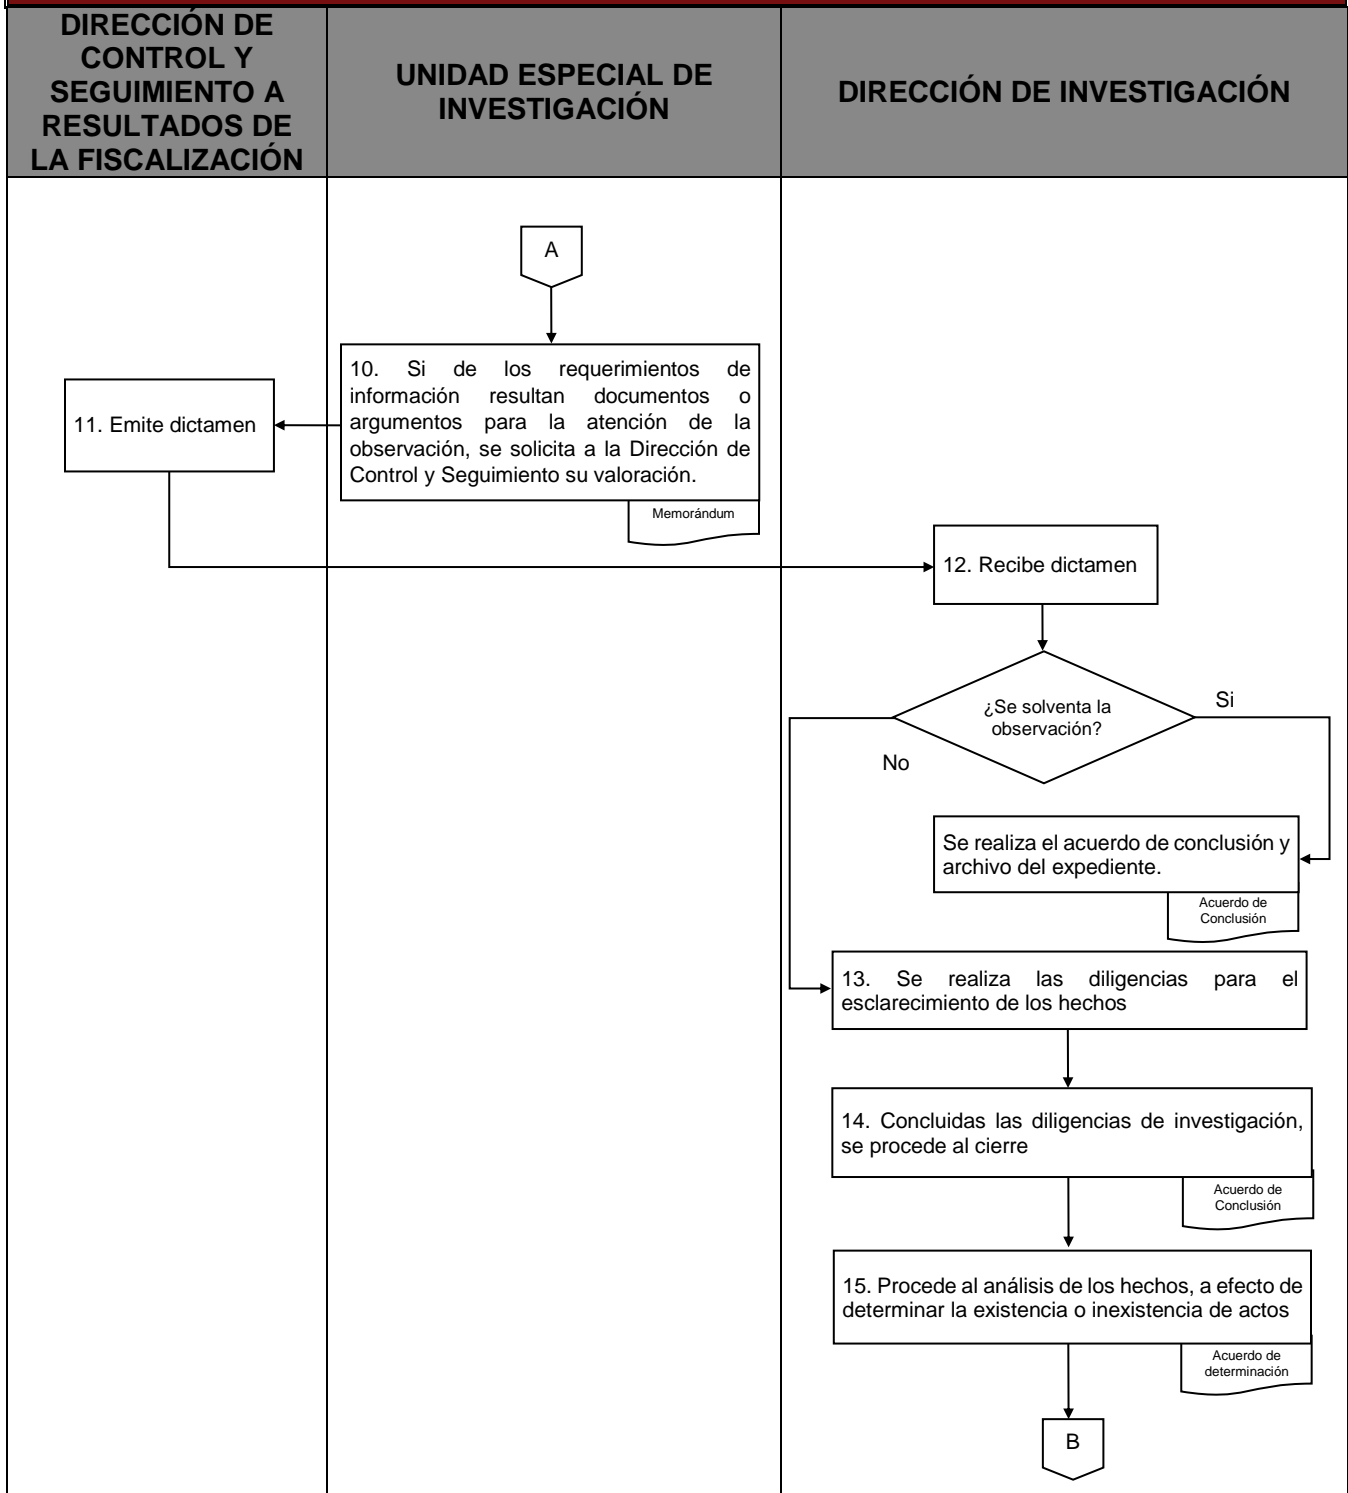 DIRECCIÓN DE
CONTROL Y
SEGUIMIENTO A
RESULTADOS DE
LA FISCALIZACIÓN
UNIDAD ESPECIAL DE
INVESTIGACIÓN
DIRECCIÓN DE INVESTIGACIÓN
A
10. Si de los requerimientos de
información resultan documentos o
argumentos para la atención de la
observación, se solicita a la Dirección de
Control y Seguimiento su valoración.
Memorándum
11. Emite dictamen
12. Recibe dictamen
¿Se solventa la
observación?
Si
No
Se realiza el acuerdo de conclusión y
archivo del expediente.
Acuerdo de
Conclusión
13. Se realiza las diligencias para el
esclarecimiento de los hechos
14. Concluidas las diligencias de investigación,
se procede al cierre
Acuerdo de
Conclusión
15. Procede al análisis de los hechos, a efecto de
determinar la existencia o inexistencia de actos
Acuerdo de
determinación
B